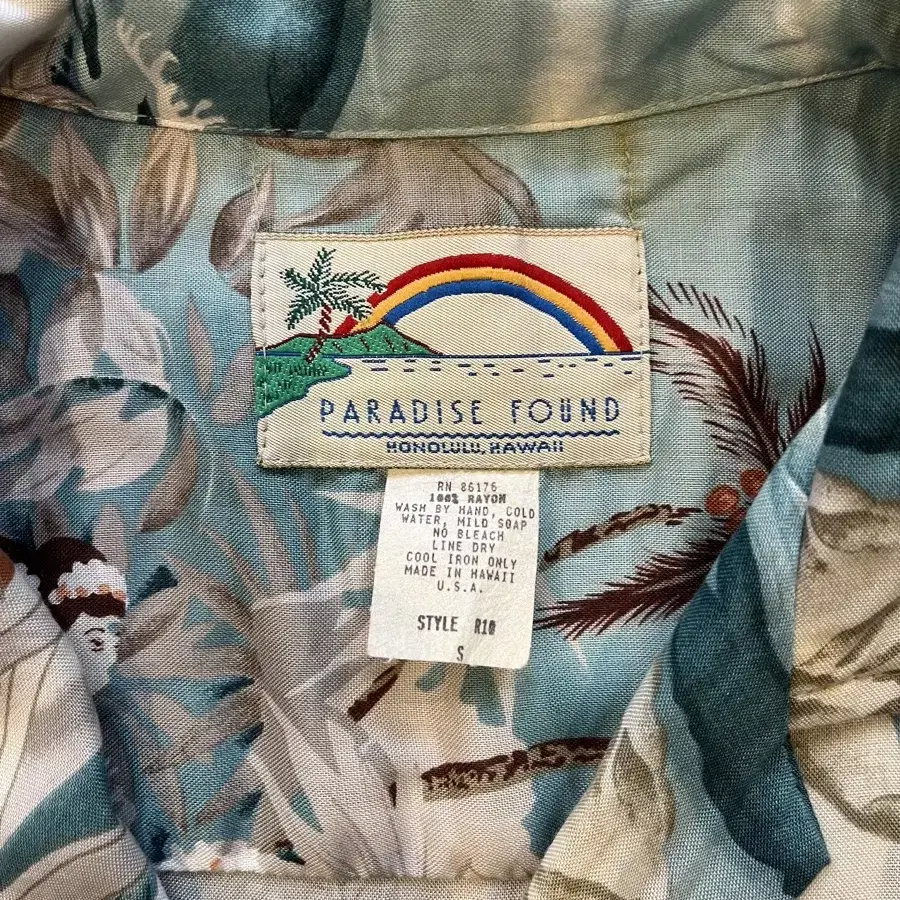 PARADISE FOUND
HONOLULU, HAWAII
RN 86176
100% RAYON
WASH BY HAND, COLD
WATER, MILD SOAP
NO BLEACH
LINE DRY
COOL IRON ONLY
MADE IN HAWAII
U.S.A.
STYLE R10
S